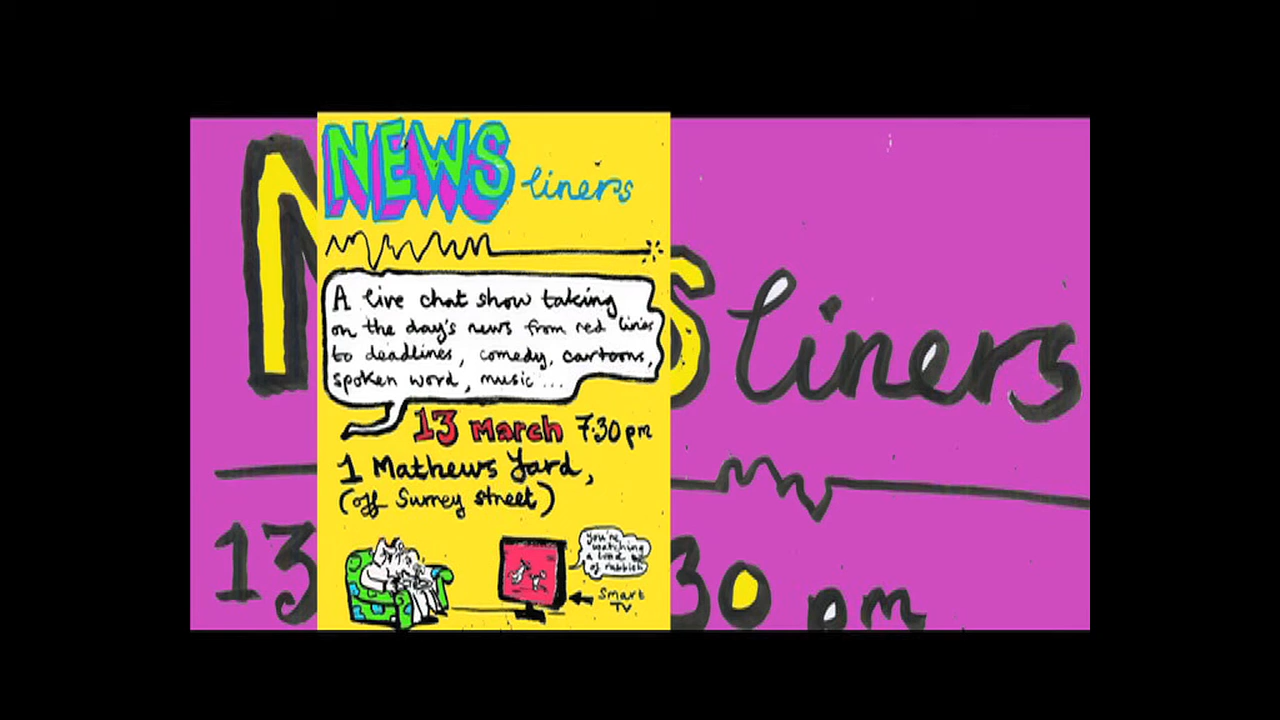 NEWS liners
A live chat show taking
on the day's news from red lines
to deadlines, comedy, cartoons,
spoken word, music ...
13 March 7.30 pm
1 Mathews Yard,
(off Surrey street)
You're
watching
a load
of rubbish
Smart
TV
N s liners
13 30 pm